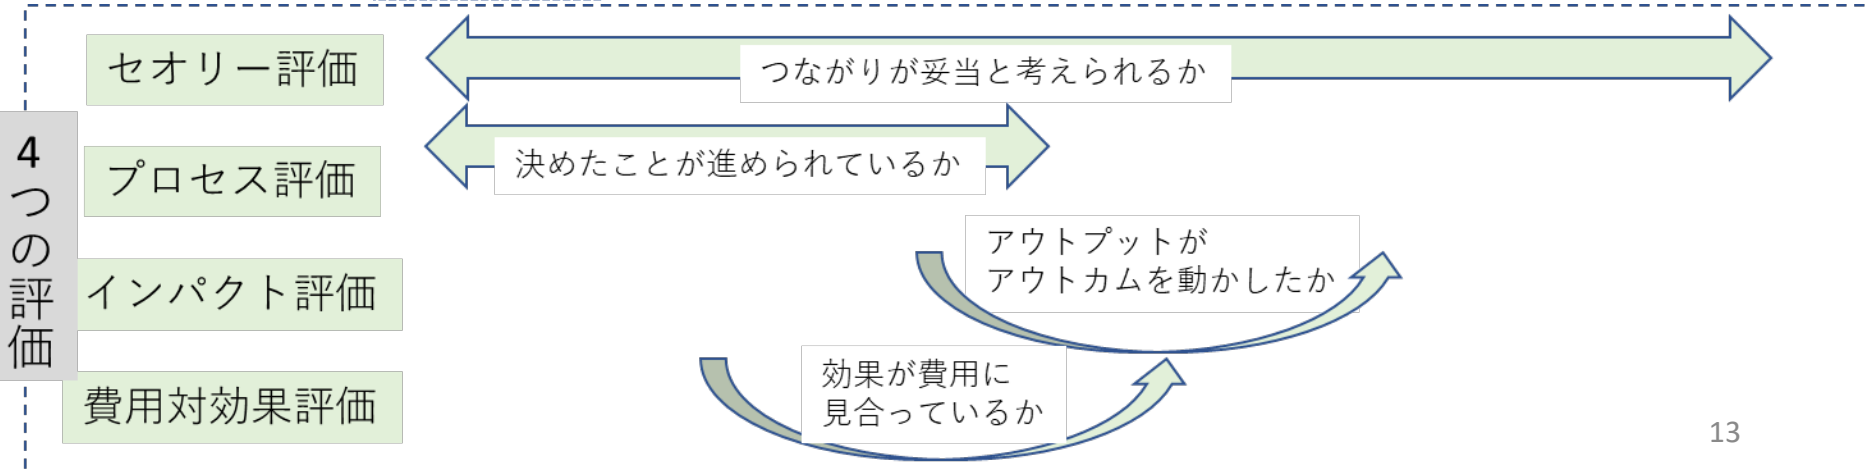 4つの評価
セオリー評価
つながりが妥当と考えられるか
プロセス評価
決めたことが進められているか
インパクト評価
アウトプットが
アウトカムを動かしたか
費用対効果評価
効果が費用に
見合っているか
13